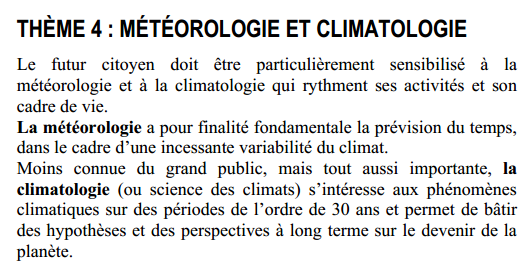 THÈME 4 : MÉTÉOROLOGIE ET CLIMATOLOGIE
Le futur citoyen doit être particulièrement sensibilisé à la
météorologie et à la climatologie qui rythment ses activités et son
cadre de vie.
La météorologie a pour finalité fondamentale la prévision du temps,
dans le cadre d’une incessante variabilité du climat.
Moins connue du grand public, mais tout aussi importante, la
climatologie (ou science des climats) s’intéresse aux phénomènes
climatiques sur des périodes de l’ordre de 30 ans et permet de bâtir
des hypothèses et des perspectives à long terme sur le devenir de la
planète.